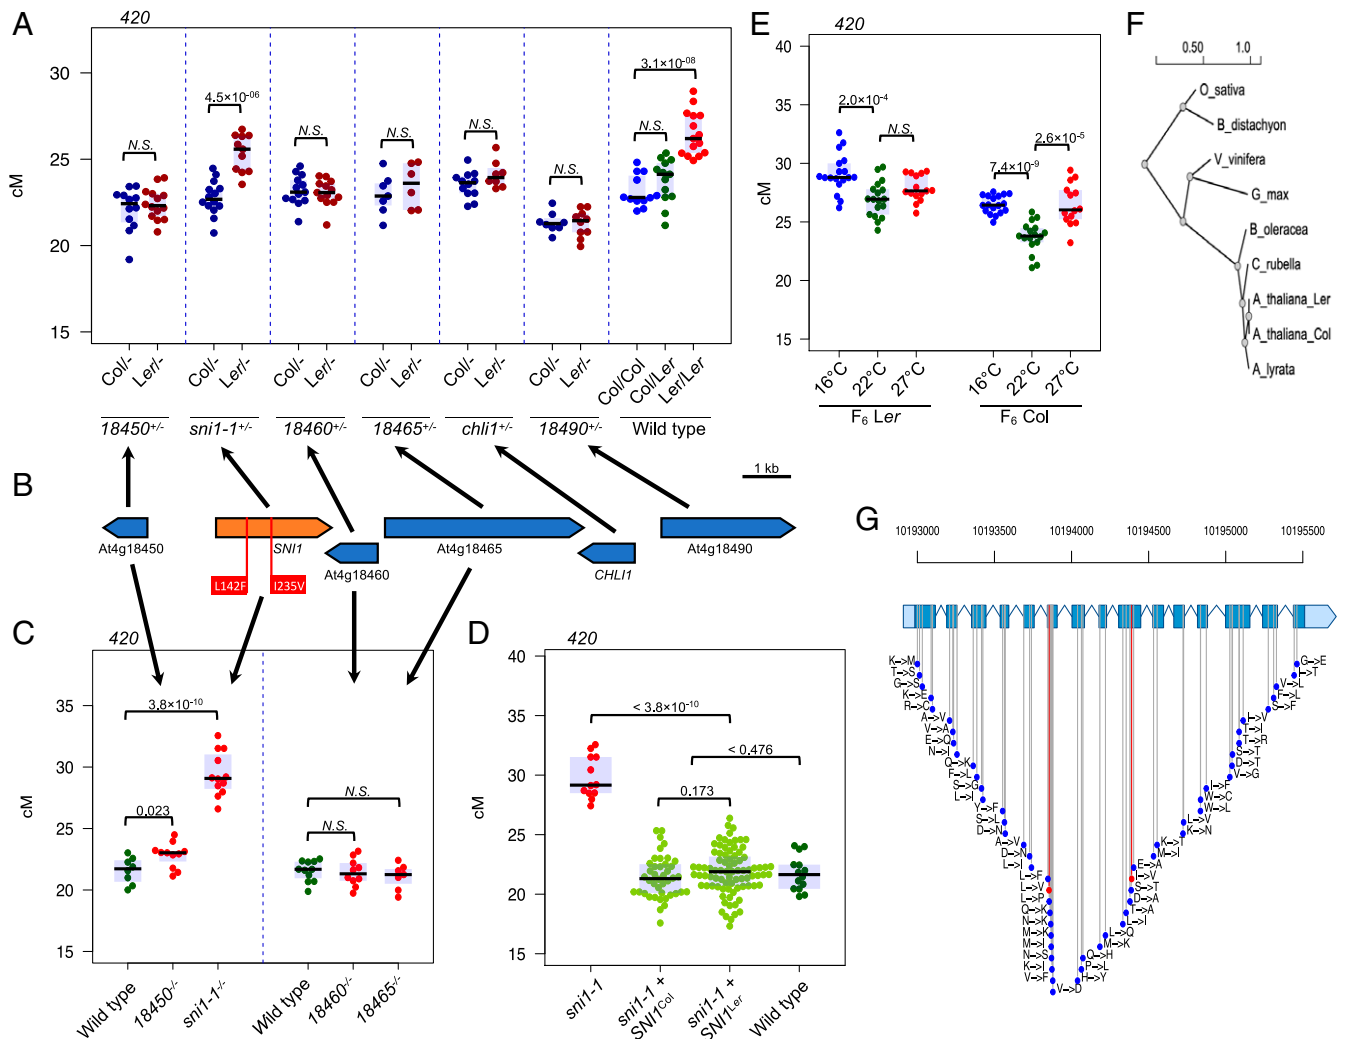 A
420
cM
30
25
20
15
N.S.
4.5×10⁻⁰⁶
N.S.
N.S.
N.S.
N.S.
N.S.
3.1×10⁻⁰⁸
Col/-
Ler/-
Col/-
Ler/-
Col/-
Ler/-
Col/-
Ler/-
Col/-
Ler/-
Col/-
Ler/-
Col/Col
Col/Ler
Ler/Ler
18450⁺/⁻
sni1-1⁺/⁻
18460⁺/⁻
18465⁺/⁻
chli1⁺/⁻
18490⁺/⁻
Wild type
B
1 kb
At4g18450
SNI1
L142F
I235V
At4g18460
At4g18465
CHLI1
At4g18490
C
420
cM
35
30
25
20
15
3.8×10⁻¹⁰
0.023
N.S.
N.S.
Wild type
18450⁻/⁻
sni1-1⁻/⁻
Wild type
18460⁻/⁻
18465⁻/⁻
D
420
cM
40
35
30
25
20
15
< 3.8×10⁻¹⁰
< 0.476
0.173
sni1-1
sni1-1 +
SNI1ᶜᵒˡ
sni1-1 +
SNI1ᴸᵉʳ
Wild type
E
420
cM
40
35
30
25
20
15
2.0×10⁻⁴
N.S.
7.4×10⁻⁹
2.6×10⁻⁵
16°C
22°C
27°C
16°C
22°C
27°C
F₆ Ler
F₆ Col
F
0.50 1.0
O_sativa
B_distachyon
V_vinifera
G_max
B_oleracea
C_rubella
A_thaliana_Ler
A_thaliana_Col
A_lyrata
G
10193000 10193500 10194000 10194500 10195000 10195500
K->M
T->S
G->S
K->E
R->C
A->V
V->A
E->Q
N->I
Q->K
F->L
S->G
L->I
Y->F
S->L
D->N
A->V
D->N
L->I
L->F
L->V
L->P
Q->K
N->K
M->K
M->I
N->S
K->I
V->F
V->D
H->Y
P->L
Q->H
M->K
L->Q
L->I
T->A
D->A
S->T
I->V
E->A
M->I
K->T
K->N
L->V
W->L
W->C
I->F
V->G
D->T
S->T
T->R
T->I
I->V
S->F
F->L
V->L
I->T
G->E